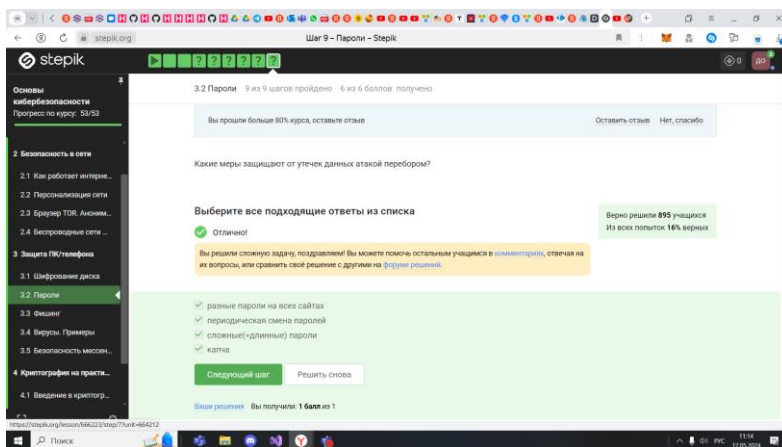 stepik.org
Шаг 9 – Пароли – Stepik
stepik
0
ДО
Основы кибербезопасности
Прогресс по курсу: 53/53
3.2 Пароли 9 из 9 шагов пройдено 6 из 6 баллов получено
Вы прошли больше 80% курса, оставьте отзыв
Оставить отзыв Нет, спасибо
2 Безопасность в сети
2.1 Как работает интерне...
2.2 Персонализация сети
2.3 Браузер TOR. Аноним...
2.4 Беспроводные сети ...
3 Защита ПК/телефона
3.1 Шифрование диска
3.2 Пароли
3.3 Фишинг
3.4 Вирусы. Примеры
3.5 Безопасность мессен...
4 Криптография на практи...
4.1 Введение в криптогр...
Какие меры защищают от утечек данных атакой перебором?
Выберите все подходящие ответы из списка
Отлично!
Верно решили 895 учащихся
Из всех попыток 16% верных
Вы решили сложную задачу, поздравляем! Вы можете помочь остальным учащимся в комментариях, отвечая на
их вопросы, или сравнить своё решение с другими на форуме решений.
разные пароли на всех сайтах
периодическая смена паролей
сложные(=длинные) пароли
капча
Следующий шаг
Решить снова
Ваши решения Вы получили: 1 балл из 1
https://stepik.org/lesson/666223/step/7?unit=664212
Поиск
РУС
11:14
17.05.2024